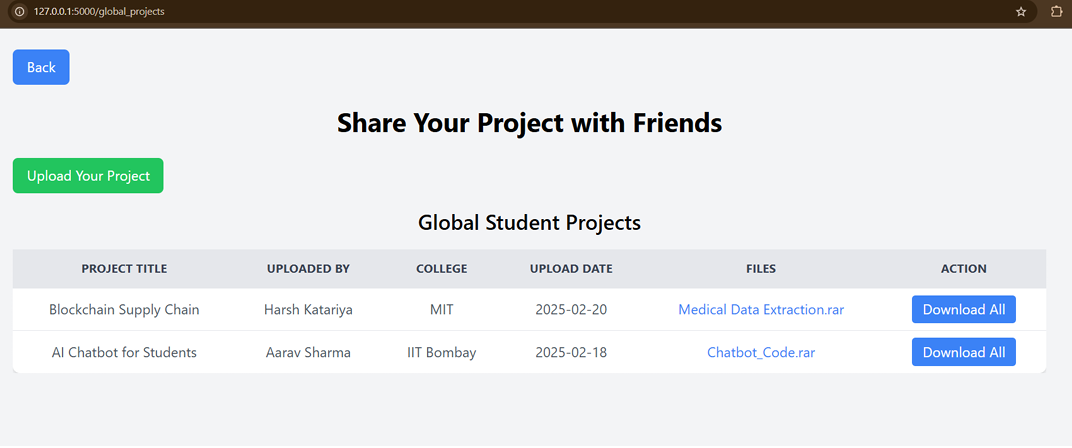 127.0.0.1:5000/global_projects
Back
Share Your Project with Friends
Upload Your Project
Global Student Projects
PROJECT TITLE UPLOADED BY COLLEGE UPLOAD DATE FILES ACTION
Blockchain Supply Chain Harsh Katariya MIT 2025-02-20 Medical Data Extraction.rar Download All
AI Chatbot for Students Aarav Sharma IIT Bombay 2025-02-18 Chatbot_Code.rar Download All